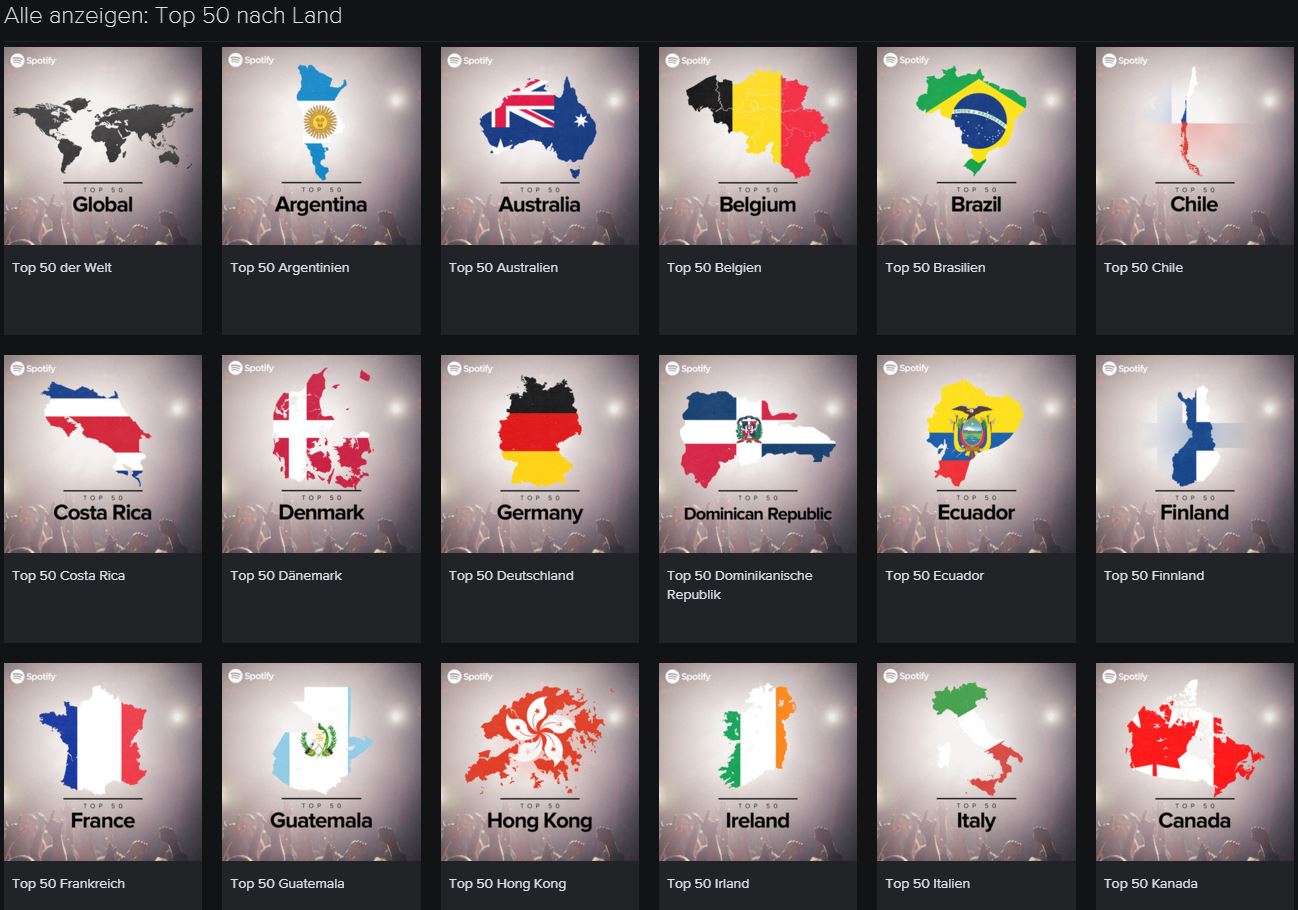 Alle anzeigen: Top 50 nach Land
Spotify
TOP 50
Global
Top 50 der Welt
Spotify
TOP 50
Argentina
Top 50 Argentinien
Spotify
TOP 50
Australia
Top 50 Australien
Spotify
TOP 50
Belgium
Top 50 Belgien
Spotify
TOP 50
Brazil
Top 50 Brasilien
Spotify
TOP 50
Chile
Top 50 Chile
Spotify
TOP 50
Costa Rica
Top 50 Costa Rica
Spotify
TOP 50
Denmark
Top 50 Dänemark
Spotify
TOP 50
Germany
Top 50 Deutschland
Spotify
TOP 50
Dominican Republic
Top 50 Dominikanische
Republik
Spotify
TOP 50
Ecuador
Top 50 Ecuador
Spotify
TOP 50
Finland
Top 50 Finnland
Spotify
TOP 50
France
Top 50 Frankreich
Spotify
TOP 50
Guatemala
Top 50 Guatemala
Spotify
TOP 50
Hong Kong
Top 50 Hong Kong
Spotify
TOP 50
Ireland
Top 50 Irland
Spotify
TOP 50
Italy
Top 50 Italien
Spotify
TOP 50
Canada
Top 50 Kanada